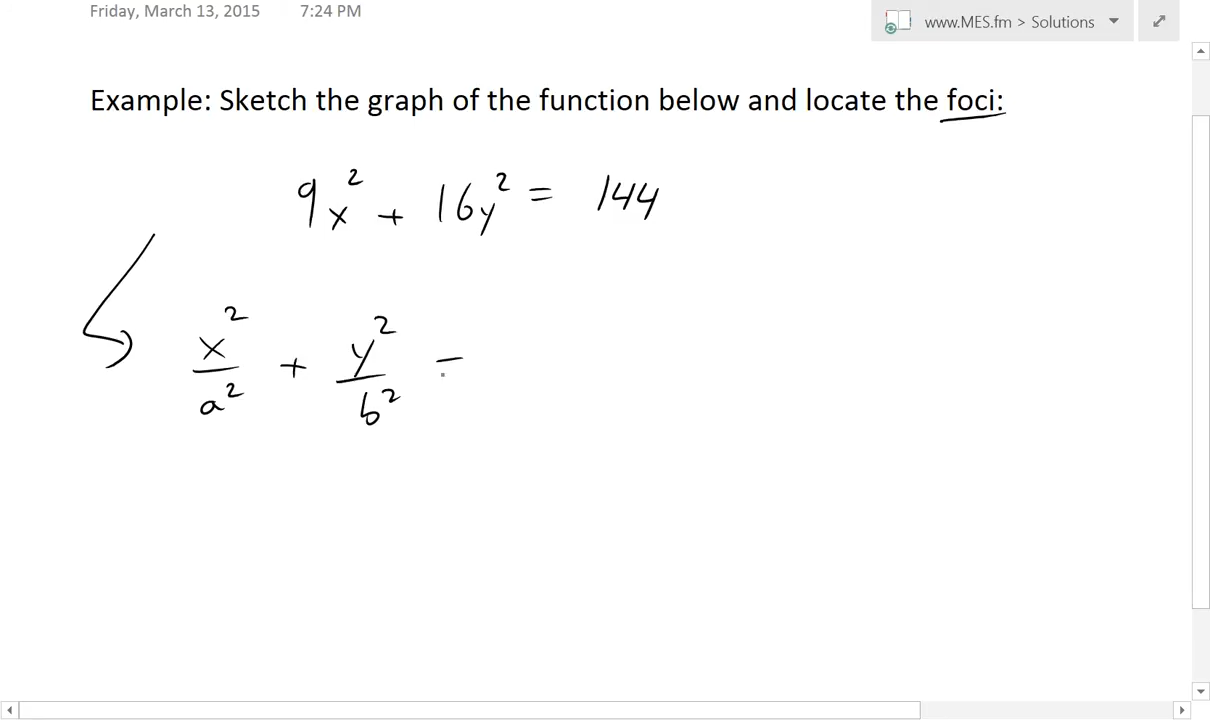 Friday, March 13, 2015 7:24 PM
www.MES.fm > Solutions
Example: Sketch the graph of the function below and locate the foci:
9x² + 16y² = 144
x²/a² + y²/b² =